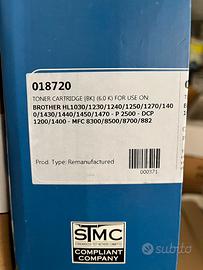 018720
TONER CARTRIDGE [BK] (6.0 K) FOR USE ON:
BROTHER HL1030/1230/1240/1250/1270/140
0/1430/1440/1450/1470 - P 2500 - DCP
1200/1400 - MFC 8300/8500/8700/882
Prod. Type: Remanufactured
000371
STMC
COMPLIANT
COMPANY
subito